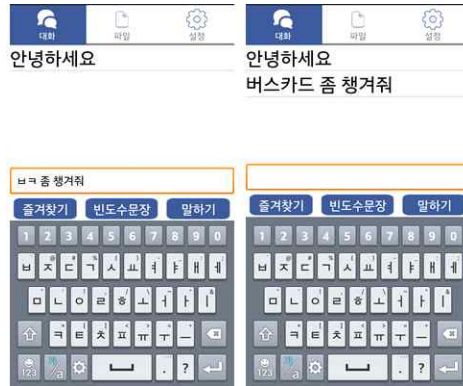 대화 파일 설정
안녕하세요
ㅂㅋ 좀 챙겨줘
즐겨찾기 빈도수문장 말하기
1 2 3 4 5 6 7 8 9 0
ㅂ ㅈ ㄷ ㄱ ㅅ ㅛ ㅕ ㅑ ㅐ ㅔ
ㅁ ㄴ ㅇ ㄹ ㅎ ㅗ ㅓ ㅏ ㅣ
ㅋ ㅌ ㅊ ㅍ ㅠ ㅜ ㅡ
123 가/a . ?
대화 파일 설정
안녕하세요
버스카드 좀 챙겨줘
즐겨찾기 빈도수문장 말하기
1 2 3 4 5 6 7 8 9 0
ㅂ ㅈ ㄷ ㄱ ㅅ ㅛ ㅕ ㅑ ㅐ ㅔ
ㅁ ㄴ ㅇ ㄹ ㅎ ㅗ ㅓ ㅏ ㅣ
ㅋ ㅌ ㅊ ㅍ ㅠ ㅜ ㅡ
123 가/a . ?